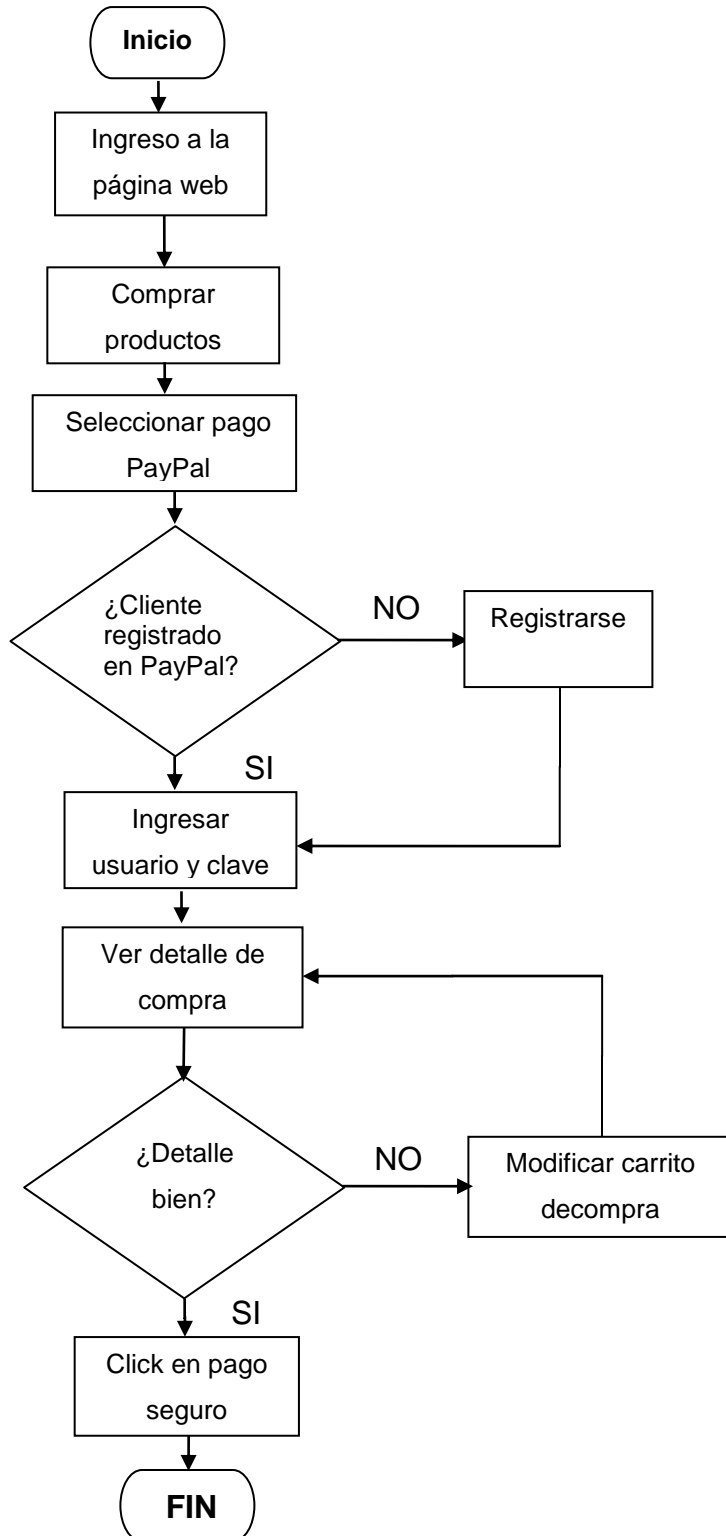 Inicio
Ingreso a la
página web
Comprar
productos
Seleccionar pago
PayPal
¿Cliente
registrado
en PayPal?
NO
Registrarse
SI
Ingresar
usuario y clave
Ver detalle de
compra
¿Detalle
bien?
NO
Modificar carrito
decompra
SI
Click en pago
seguro
FIN